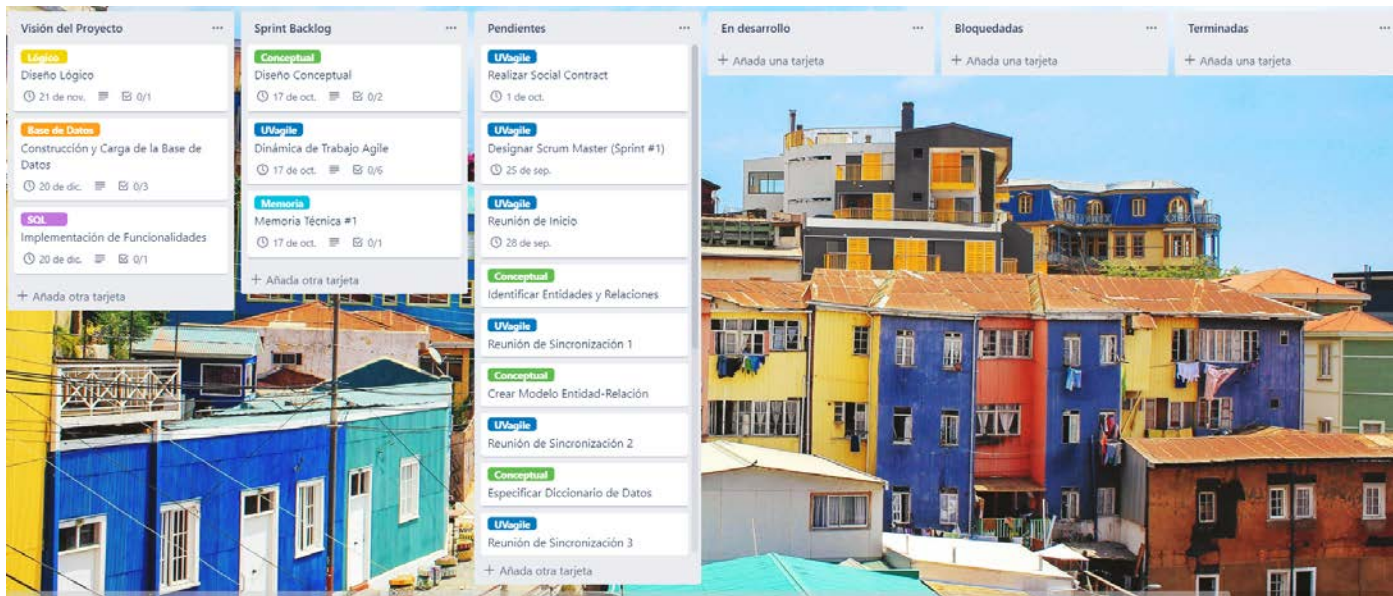 Visión del Proyecto
Lógico
Diseño Lógico
21 de nov. 0/1
Base de Datos
Construcción y Carga de la Base de
Datos
20 de dic. 0/3
SQL
Implementación de Funcionalidades
20 de dic. 0/1
+ Añada otra tarjeta
Sprint Backlog
Conceptual
Diseño Conceptual
17 de oct. 0/2
UVagile
Dinámica de Trabajo Agile
17 de oct. 0/6
Memoria
Memoria Técnica #1
17 de oct. 0/1
+ Añada otra tarjeta
Pendientes
UVagile
Realizar Social Contract
1 de oct.
UVagile
Designar Scrum Master (Sprint #1)
25 de sep.
UVagile
Reunión de Inicio
28 de sep.
Conceptual
Identificar Entidades y Relaciones
UVagile
Reunión de Sincronización 1
Conceptual
Crear Modelo Entidad-Relación
UVagile
Reunión de Sincronización 2
Conceptual
Especificar Diccionario de Datos
UVagile
Reunión de Sincronización 3
+ Añada otra tarjeta
En desarrollo
+ Añada una tarjeta
Bloquedadas
+ Añada una tarjeta
Terminadas
+ Añada una tarjeta